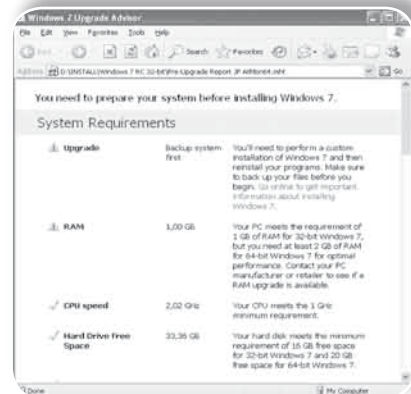 Windows 7 Upgrade Advisor
File Edit View Favorites Tools Help
Search Favorites
Go
You need to prepare your system before installing Windows 7.
System Requirements
Upgrade
Backup system
first
You'll need to perform a custom
installation of Windows 7 and then
reinstall your programs. Make sure
to back up your files before you
begin. Go online to get important
information about installing
Windows 7.
RAM
1,00 GB
Your PC meets the requirement of
1 GB of RAM for 32-bit Windows 7,
but you need at least 2 GB of RAM
for 64-bit Windows 7 for optimal
performance. Contact your PC
manufacturer or retailer to see if a
RAM upgrade is available.
CPU speed
2,02 GHz
Your CPU meets the 1 GHz
minimum requirement.
Hard Drive Free
Space
33,36 GB
Your hard disk meets the minimum
requirement of 16 GB free space
for 32-bit Windows 7 and 20 GB
free space for 64-bit Windows 7.
Done
My Computer